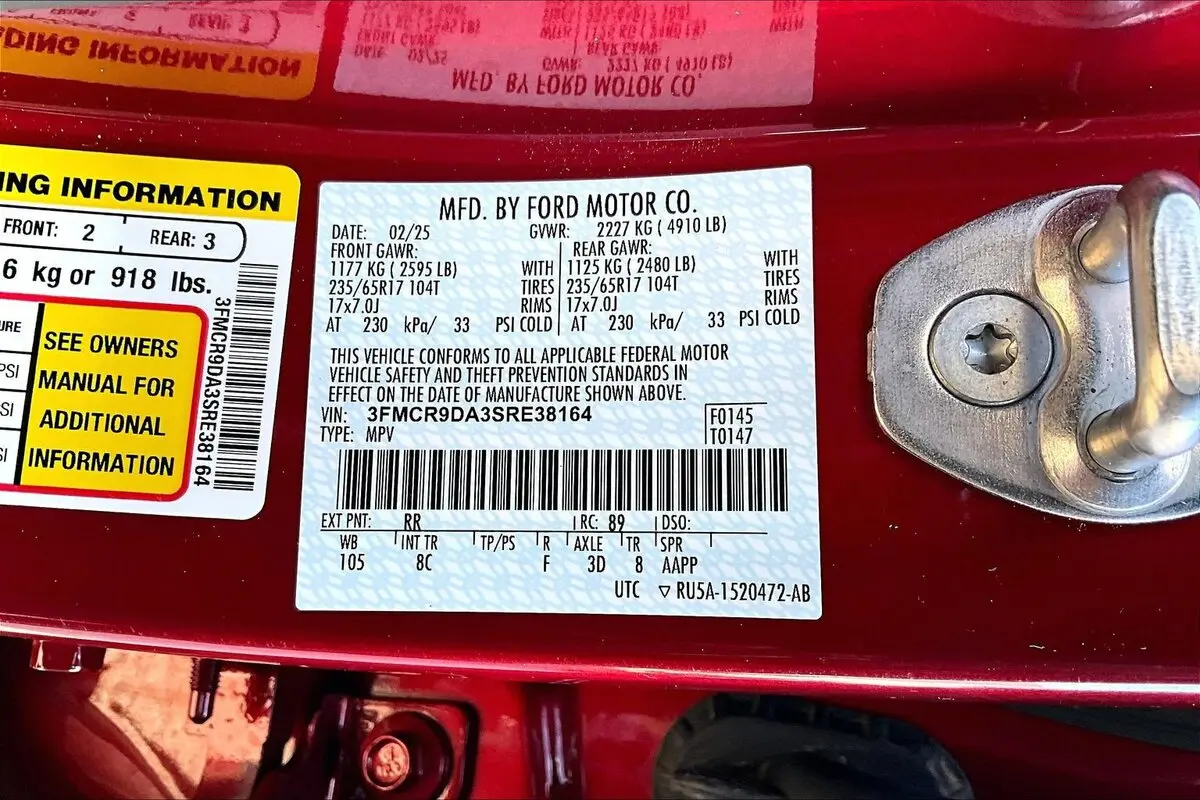 ING INFORMATION
FRONT: 2 REAR: 3
6 kg or 918 lbs.
URE
PSI
SI
SI
SEE OWNERS
MANUAL FOR
ADDITIONAL
INFORMATION
3FMCR9DA3SRE38164
MFD. BY FORD MOTOR CO.
DATE: 02/25 GVWR: 2227 KG ( 4910 LB)
FRONT GAWR: REAR GAWR:
1177 KG ( 2595 LB) WITH 1125 KG ( 2480 LB) WITH
235/65R17 104T TIRES 235/65R17 104T TIRES
17x7.0J RIMS 17x7.0J RIMS
AT 230 kPa/ 33 PSI COLD AT 230 kPa/ 33 PSI COLD
THIS VEHICLE CONFORMS TO ALL APPLICABLE FEDERAL MOTOR
VEHICLE SAFETY AND THEFT PREVENTION STANDARDS IN
EFFECT ON THE DATE OF MANUFACTURE SHOWN ABOVE.
VIN: 3FMCR9DA3SRE38164 F0145
TYPE: MPV T0147
EXT PNT: RR RC: 89 DSO:
WB INT TR TP/PS R AXLE TR SPR
105 8C F 3D 8 AAPP
UTC ▽ RU5A-1520472-AB